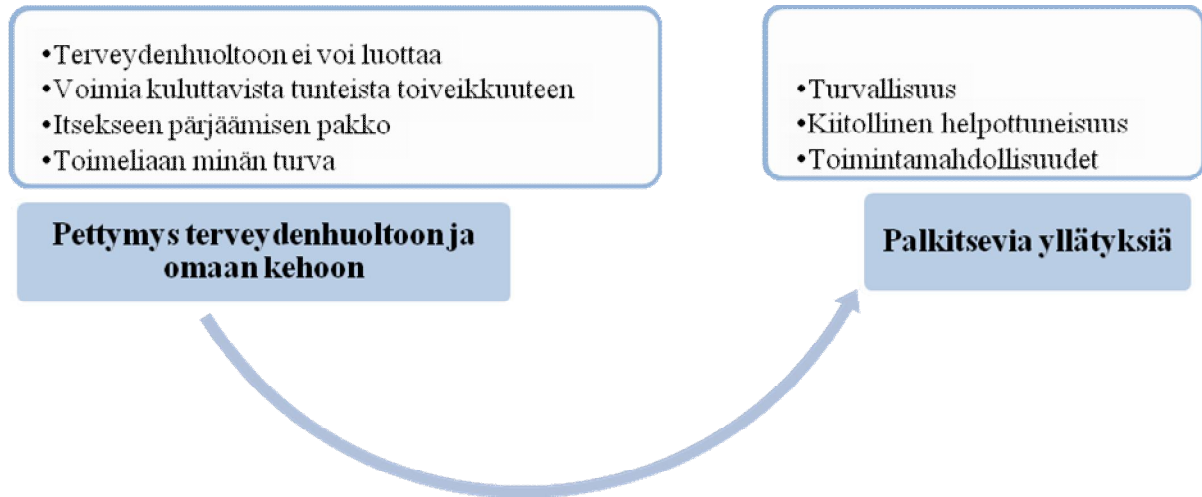 •Terveydenhuoltoon ei voi luottaa
•Voimia kuluttavista tunteista toiveikkuuteen
•Itsekseen pärjäämisen pakko
•Toimeliaan minän turva
Pettymys terveydenhuoltoon ja
omaan kehoon
•Turvallisuus
•Kiitollinen helpottuneisuus
•Toimintamahdollisuudet
Palkitsevia yllätyksiä